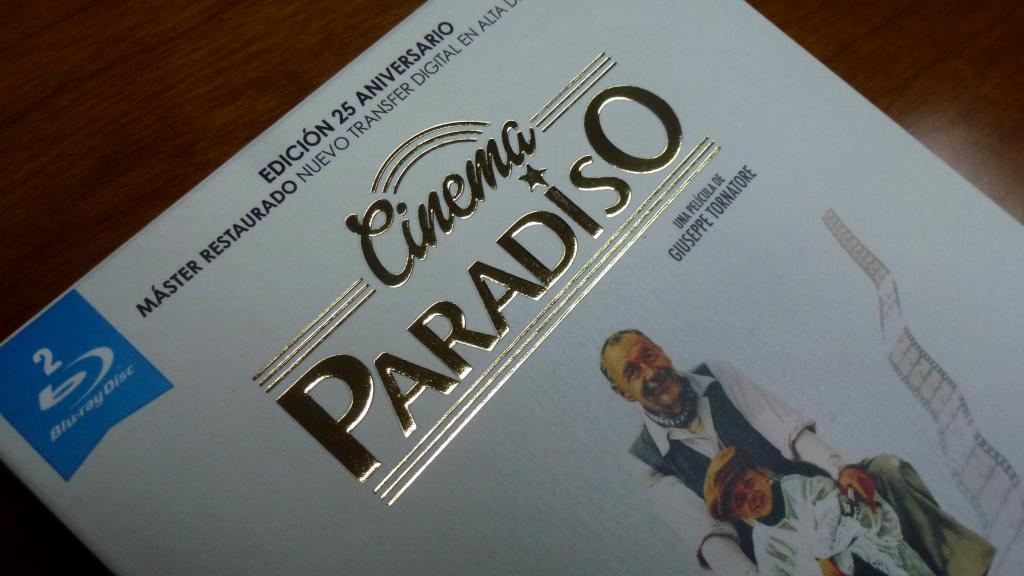 EDICIÓN 25 ANIVERSARIO
MÁSTER RESTAURADO NUEVO TRANSFER DIGITAL EN ALTA
Cinema
PARADISO
UNA PELÍCULA DE
GIUSEPPE TORNATORE
2
Blu-ray Disc